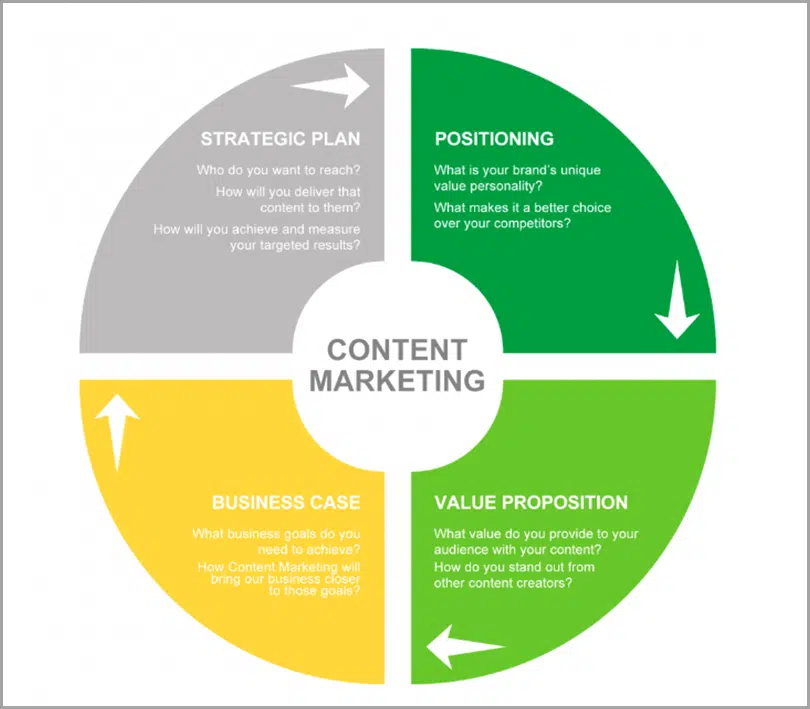 STRATEGIC PLAN
Who do you want to reach?
How will you deliver that
content to them?
How will you achieve and measure
your targeted results?
POSITIONING
What is your brand’s unique
value personality?
What makes it a better choice
over your competitors?
CONTENT
MARKETING
BUSINESS CASE
What business goals do you
need to achieve?
How Content Marketing will
bring our business closer
to those goals?
VALUE PROPOSITION
What value do you provide to your
audience with your content?
How do you stand out from
other content creators?